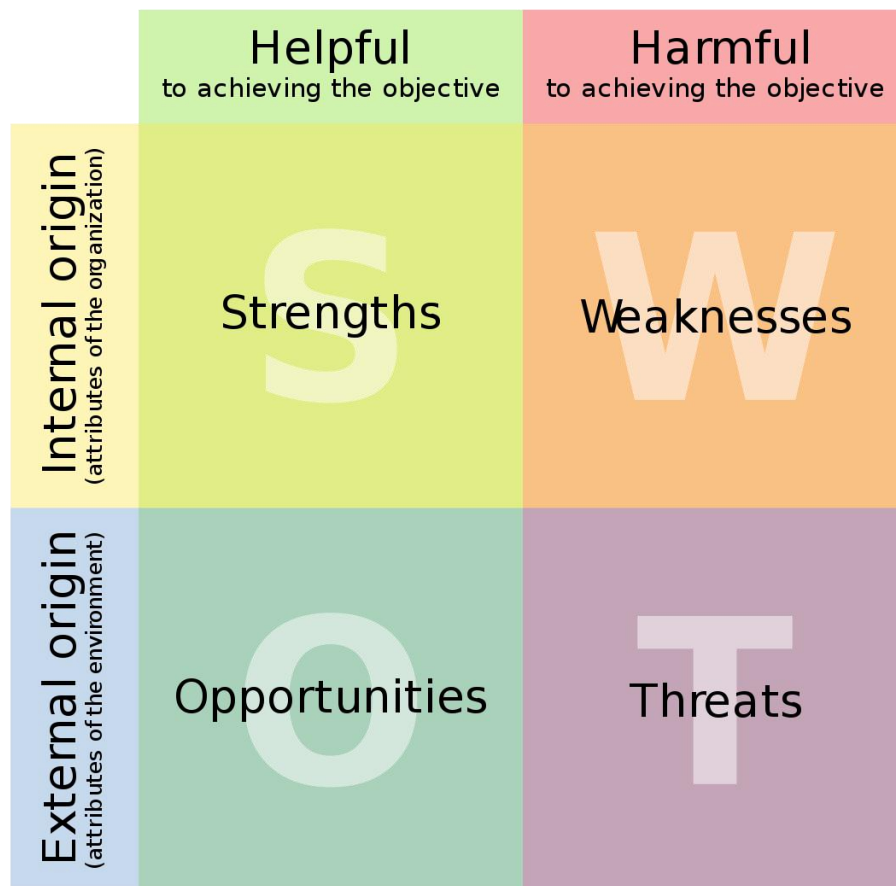 Helpful
to achieving the objective
Harmful
to achieving the objective
Internal origin
(attributes of the organization)
S
Strengths
W
Weaknesses
External origin
(attributes of the environment)
O
Opportunities
T
Threats